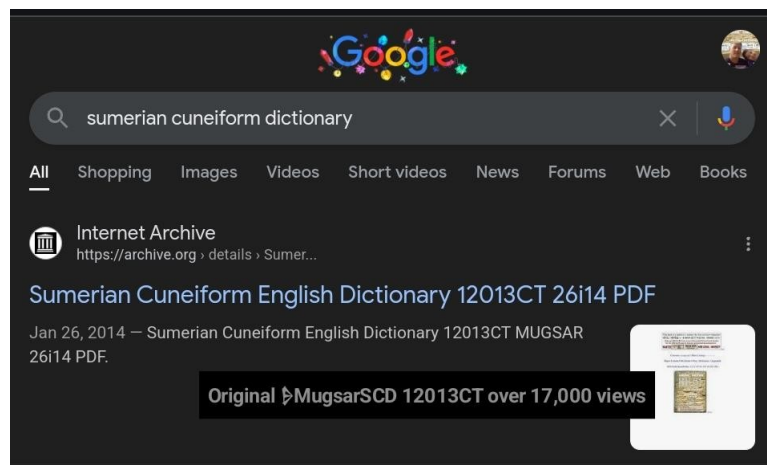 Google
sumerian cuneiform dictionary
All Shopping Images Videos Short videos News Forums Web Books
Internet Archive
https://archive.org › details › Sumer...
Sumerian Cuneiform English Dictionary 12013CT 26i14 PDF
Jan 26, 2014 — Sumerian Cuneiform English Dictionary 12013CT MUGSAR
26i14 PDF.
Original MugsarSCD 12013CT over 17,000 views